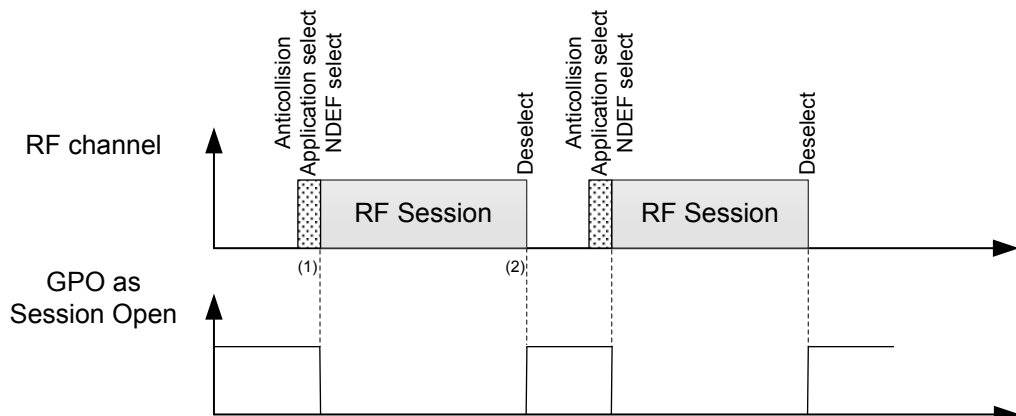 Anticollision
Application select
NDEF select
Deselect
Anticollision
Application select
NDEF select
Deselect
RF channel
RF Session
RF Session
(1)
(2)
GPO as
Session Open